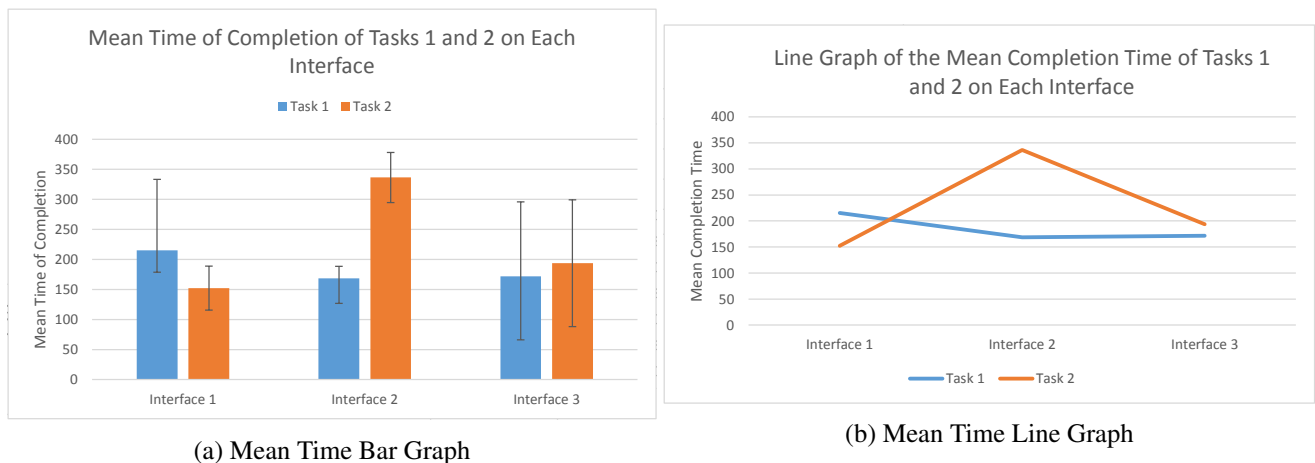 Mean Time of Completion of Tasks 1 and 2 on Each
Interface
Task 1 Task 2
Mean Time of Completion
400
350
300
250
200
150
100
50
0
Interface 1 Interface 2 Interface 3
(a) Mean Time Bar Graph
Line Graph of the Mean Completion Time of Tasks 1
and 2 on Each Interface
Mean Completion Time
400
350
300
250
200
150
100
50
0
Interface 1 Interface 2 Interface 3
Task 1 Task 2
(b) Mean Time Line Graph